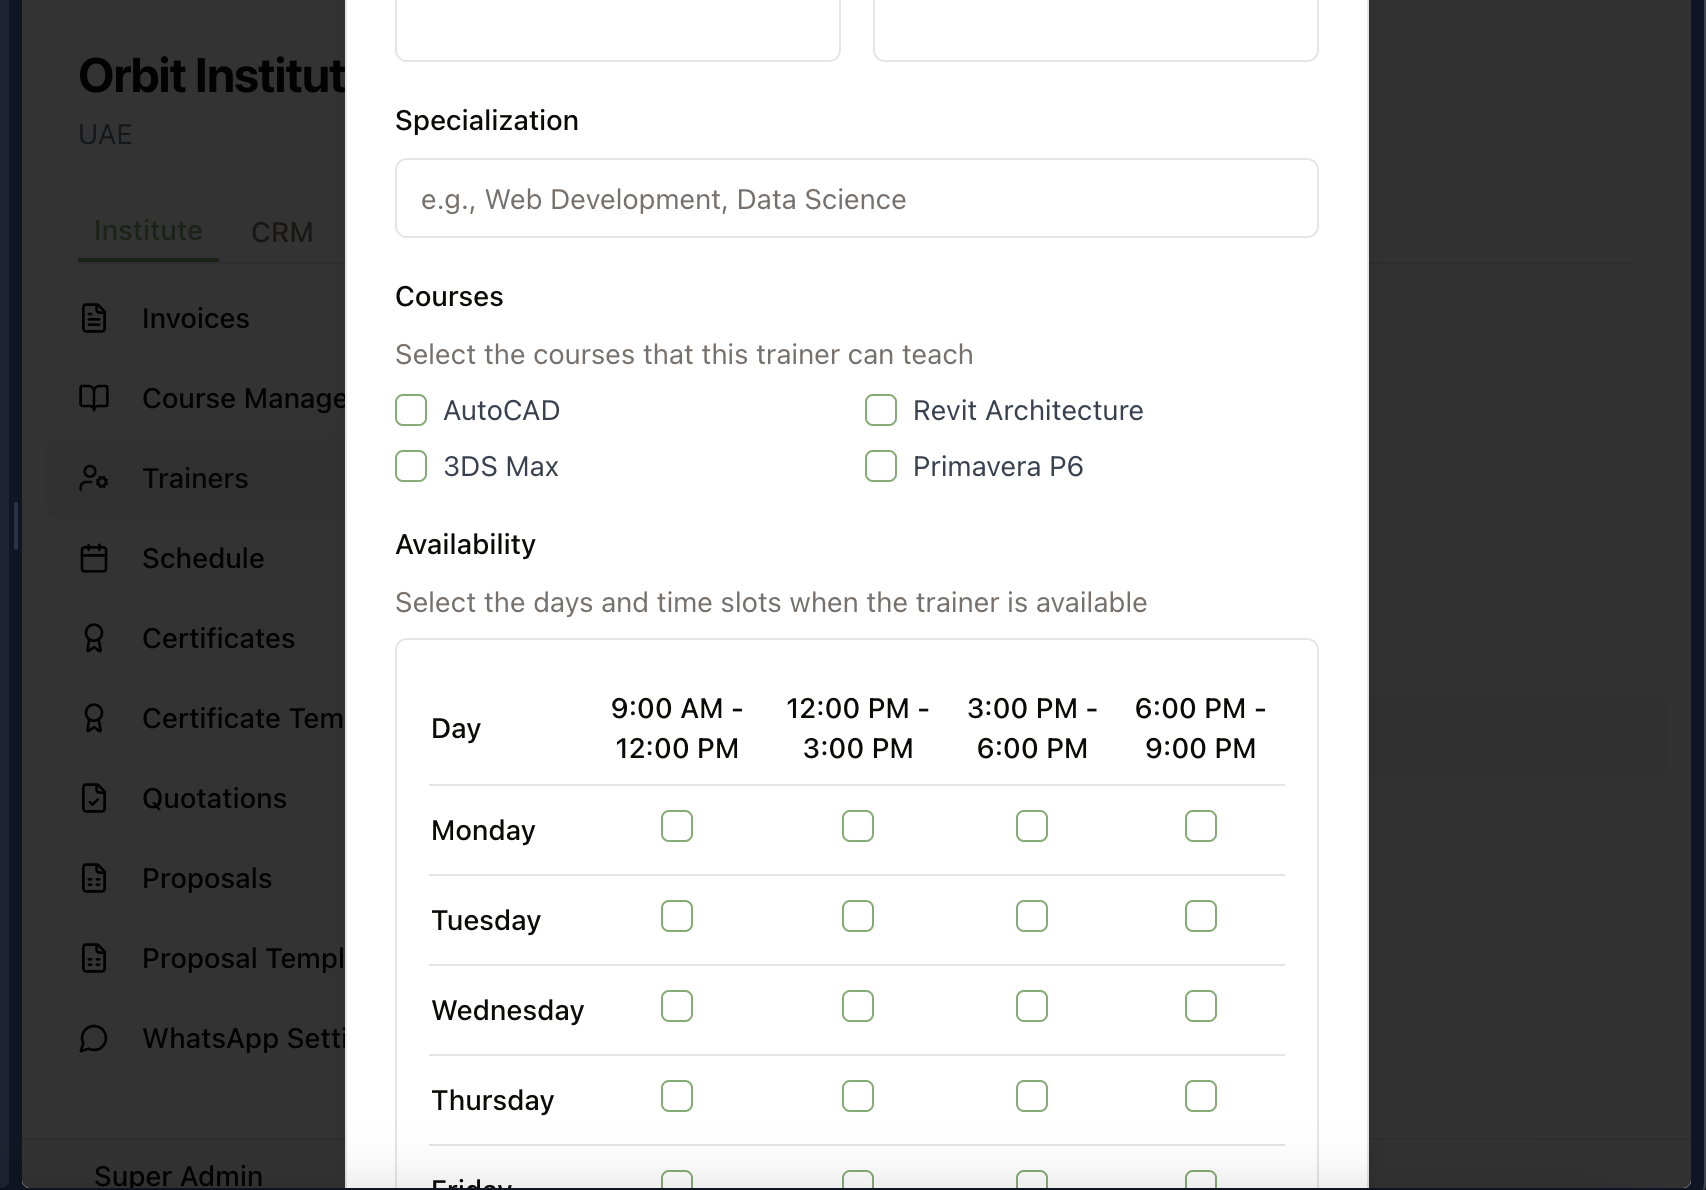 Orbit Institut
UAE
Institute
CRM
Invoices
Course Manage
Trainers
Schedule
Certificates
Certificate Tem
Quotations
Proposals
Proposal Templ
WhatsApp Setti
Super Admin
Specialization
e.g., Web Development, Data Science
Courses
Select the courses that this trainer can teach
AutoCAD
Revit Architecture
3DS Max
Primavera P6
Availability
Select the days and time slots when the trainer is available
Day
9:00 AM -
12:00 PM
12:00 PM -
3:00 PM
3:00 PM -
6:00 PM
6:00 PM -
9:00 PM
Monday
Tuesday
Wednesday
Thursday
Friday